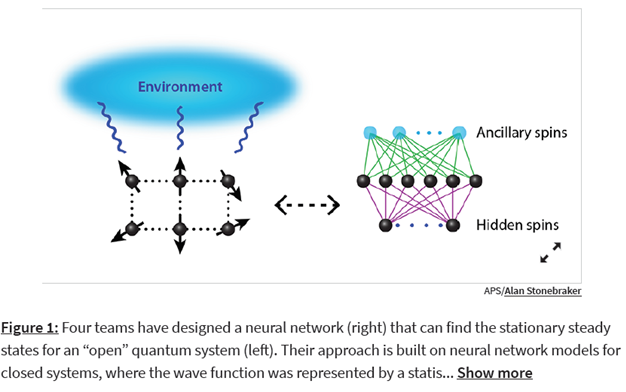 Environment
Ancillary spins
Hidden spins
APS/Alan Stonebraker
Figure 1: Four teams have designed a neural network (right) that can find the stationary steady
states for an “open” quantum system (left). Their approach is built on neural network models for
closed systems, where the wave function was represented by a statis... Show more